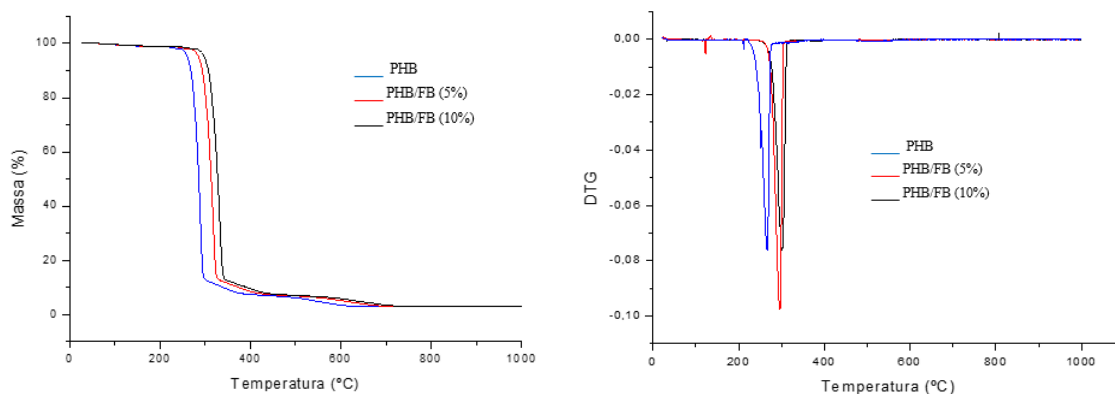 Massa (%)
100
80
60
40
20
0
PHB
PHB/FB (5%)
PHB/FB (10%)
0
200
400
600
800
1000
Temperatura (ºC)
DTG
0,00
-0,02
-0,04
-0,06
-0,08
-0,10
PHB
PHB/FB (5%)
PHB/FB (10%)
0
200
400
600
800
1000
Temperatura (ºC)